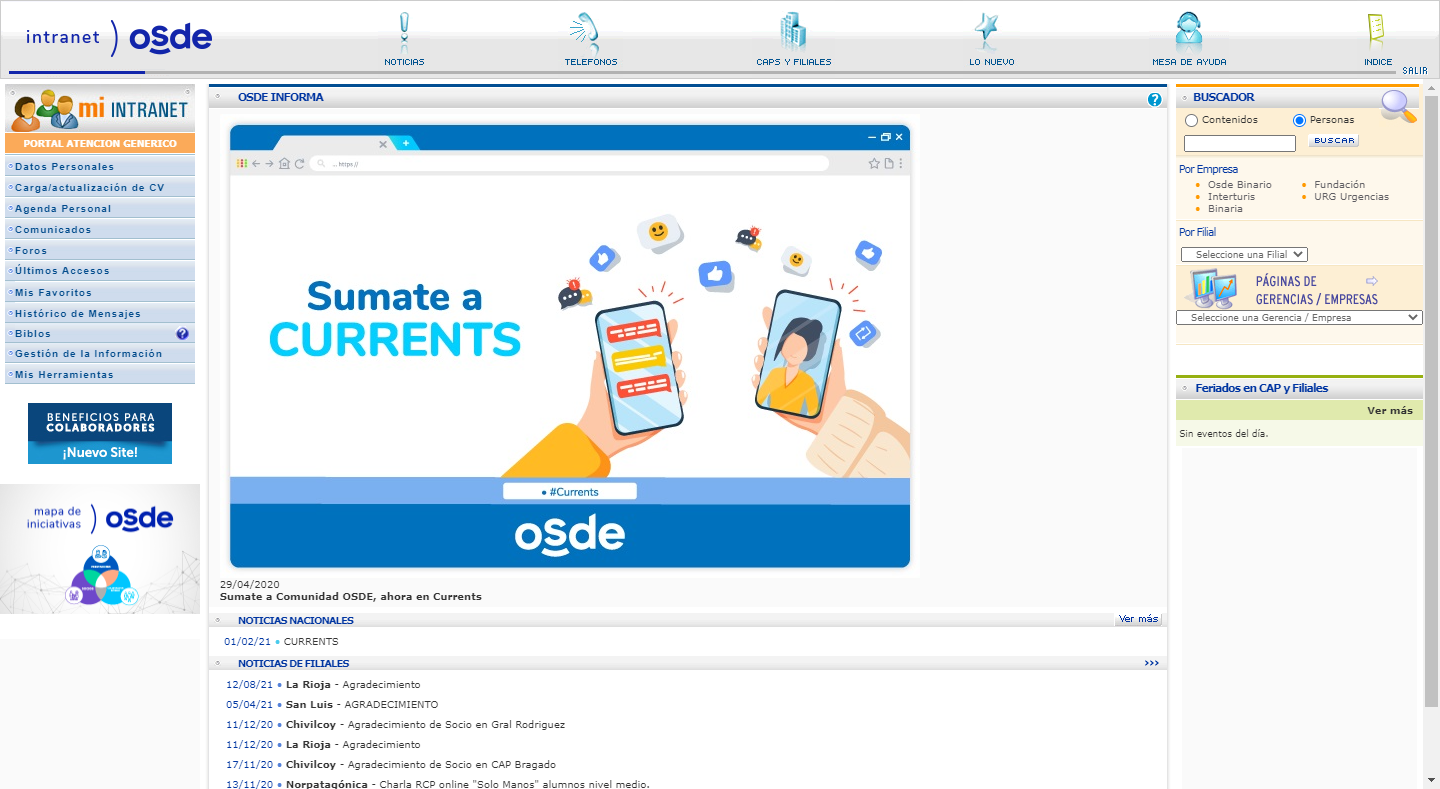 intranet ) osde
NOTICIAS
TELEFONOS
CAPS Y FILIALES
LO NUEVO
MESA DE AYUDA
INDICE
SALIR
mi INTRANET
PORTAL ATENCION GENERICO
Datos Personales
Carga/actualización de CV
Agenda Personal
Comunicados
Foros
Últimos Accesos
Mis Favoritos
Histórico de Mensajes
Biblos ?
Gestión de la Información
Mis Herramientas
BENEFICIOS PARA
COLABORADORES
¡Nuevo Site!
mapa de
iniciativas ) osde
OSDE INFORMA ?
... https://
Sumate a
CURRENTS
• #Currents
osde
29/04/2020
Sumate a Comunidad OSDE, ahora en Currents
NOTICIAS NACIONALES Ver más
01/02/21 • CURRENTS
NOTICIAS DE FILIALES >>>
12/08/21 • La Rioja - Agradecimiento
05/04/21 • San Luis - AGRADECIMIENTO
11/12/20 • Chivilcoy - Agradecimiento de Socio en Gral Rodriguez
11/12/20 • La Rioja - Agradecimiento
17/11/20 • Chivilcoy - Agradecimiento de Socio en CAP Bragado
13/11/20 • Norpatagónica - Charla RCP online "Solo Manos" alumnos nivel medio.
BUSCADOR
Contenidos Personas
BUSCAR
Por Empresa
Osde Binario
Interturis
Binaria
Fundación
URG Urgencias
Por Filial
Seleccione una Filial
PÁGINAS DE
GERENCIAS / EMPRESAS
Seleccione una Gerencia / Empresa
Feriados en CAP y Filiales
Ver más
Sin eventos del día.